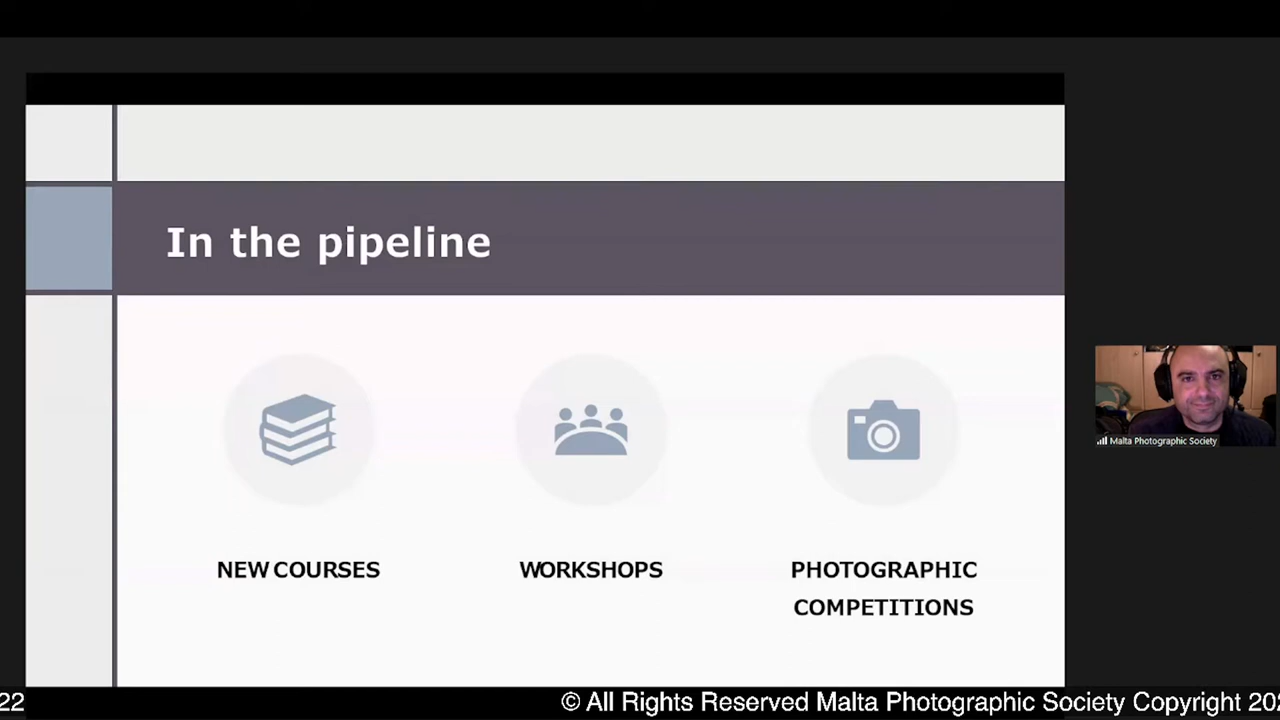 In the pipeline
NEW COURSES
WORKSHOPS
PHOTOGRAPHIC
COMPETITIONS
Malta Photographic Society
22
© All Rights Reserved Malta Photographic Society Copyright 202